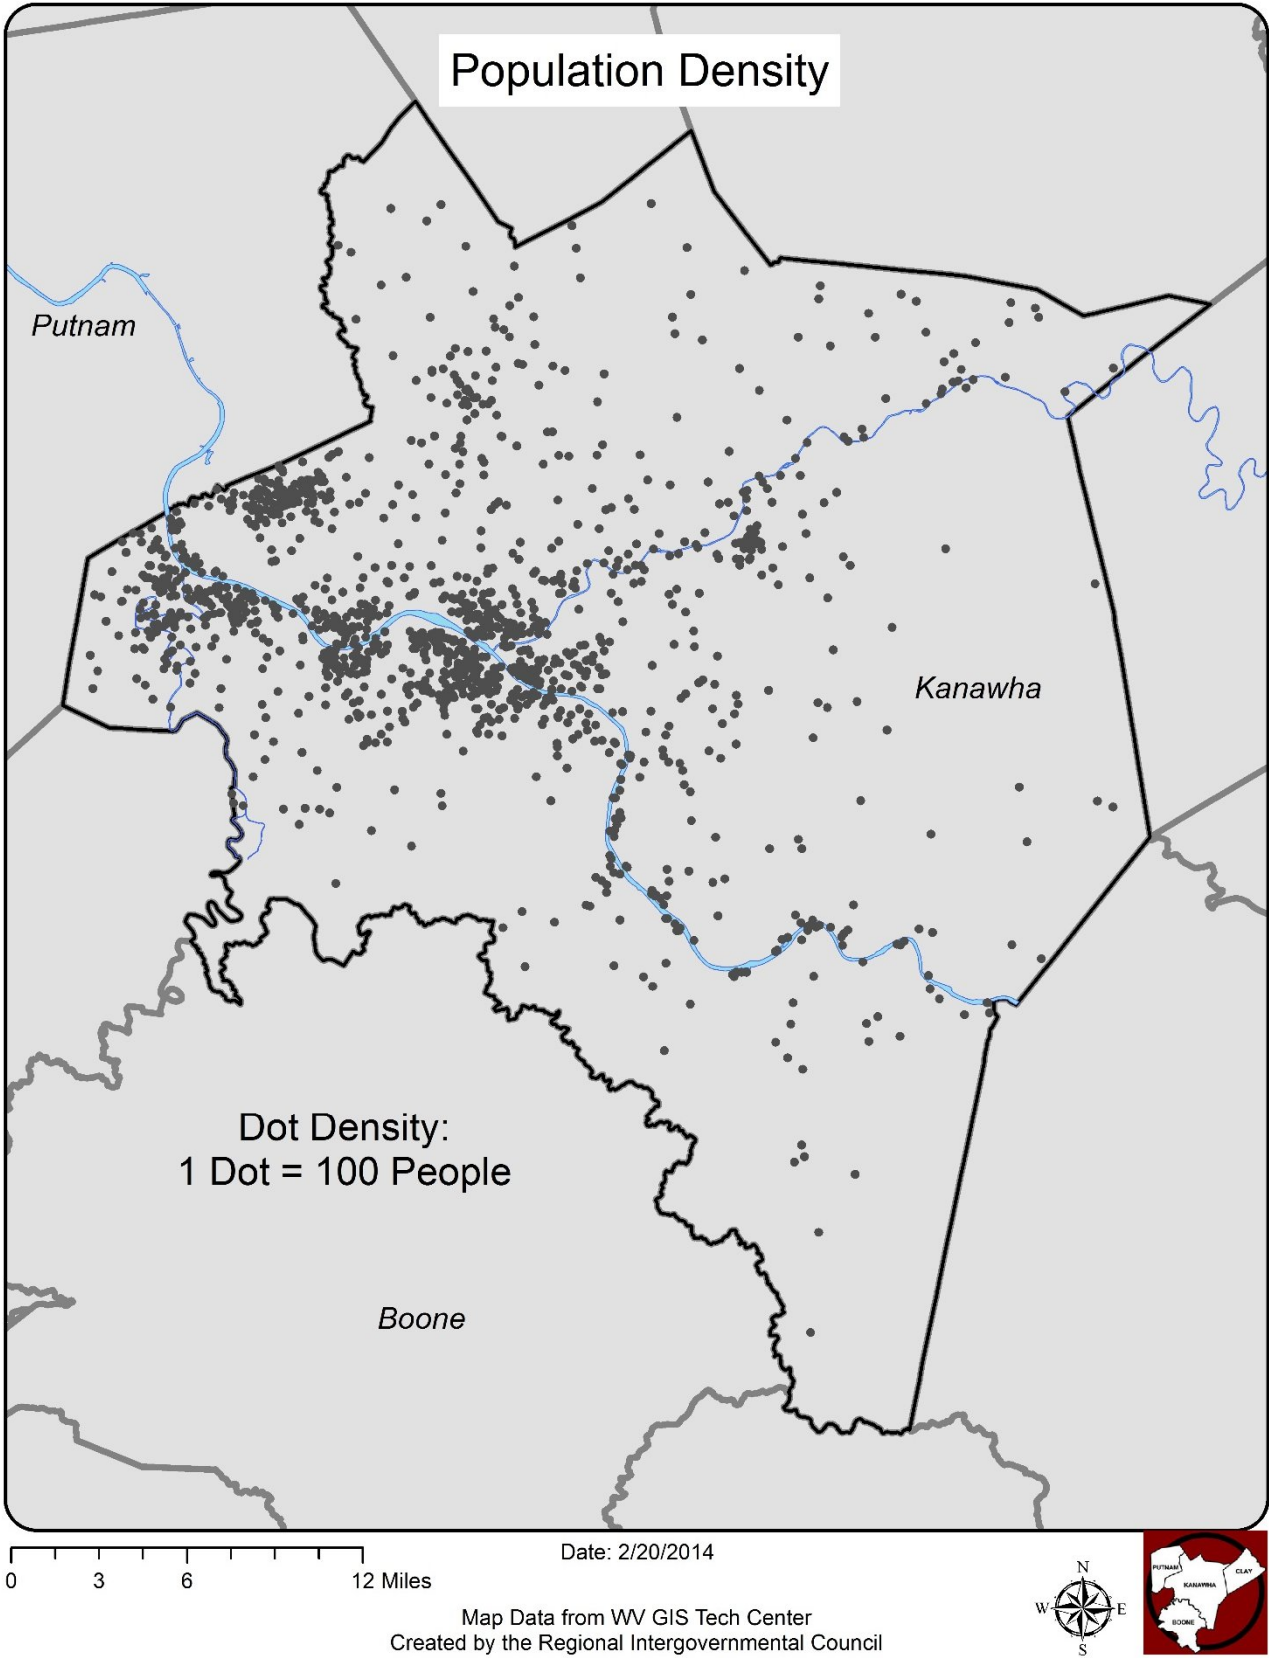 Population Density
Putnam
Kanawha
Dot Density:
1 Dot = 100 People
Boone
0 3 6 12 Miles
Date: 2/20/2014
Map Data from WV GIS Tech Center
Created by the Regional Intergovernmental Council
N
W E
S
PUTNAM
CLAY
KANAWHA
BOONE